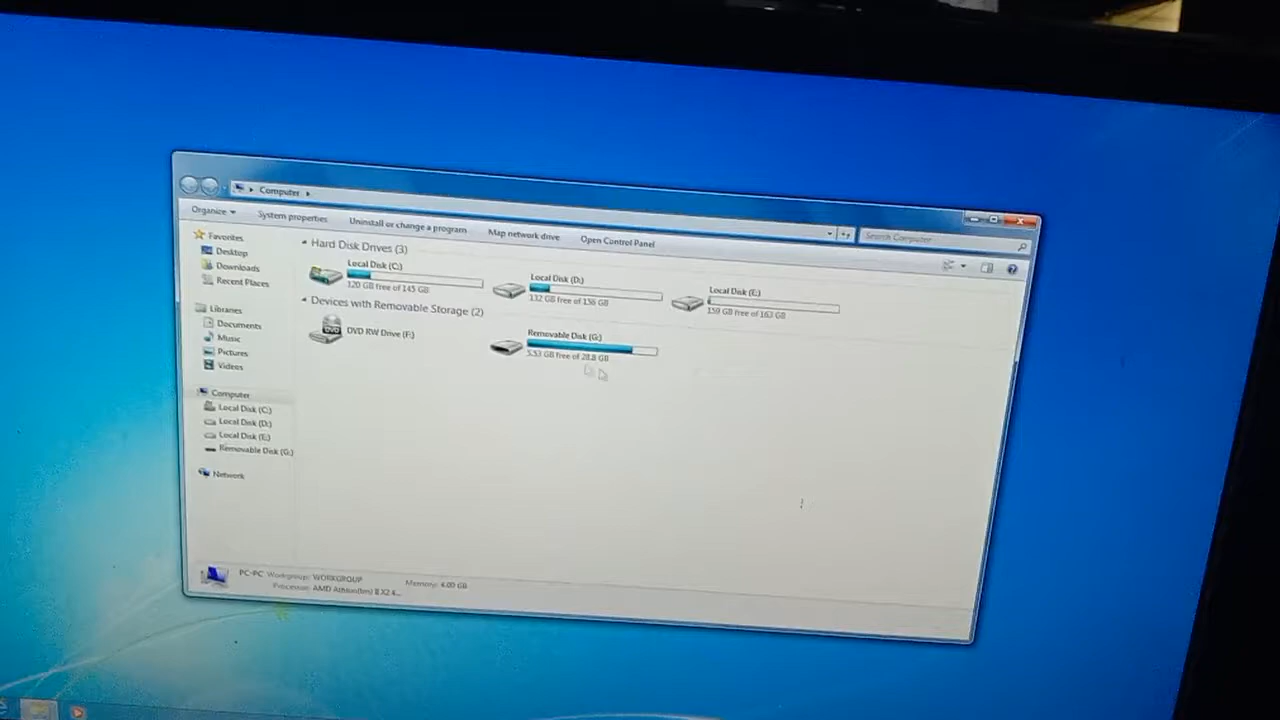 Computer
Search Computer
Organize
System properties
Uninstall or change a program
Map network drive
Open Control Panel
Favorites
Desktop
Downloads
Recent Places
Libraries
Documents
Music
Pictures
Videos
Computer
Local Disk (C:)
Local Disk (D:)
Local Disk (E:)
Removable Disk (G:)
Network
Hard Disk Drives (3)
Local Disk (C:)
120 GB free of 145 GB
Local Disk (D:)
132 GB free of 156 GB
Local Disk (E:)
159 GB free of 163 GB
Devices with Removable Storage (2)
DVD
DVD RW Drive (F:)
Removable Disk (G:)
5.53 GB free of 28.8 GB
PC-PC Workgroup: WORKGROUP Memory: 4.00 GB
Processor: AMD Athlon(tm) II X2 4...